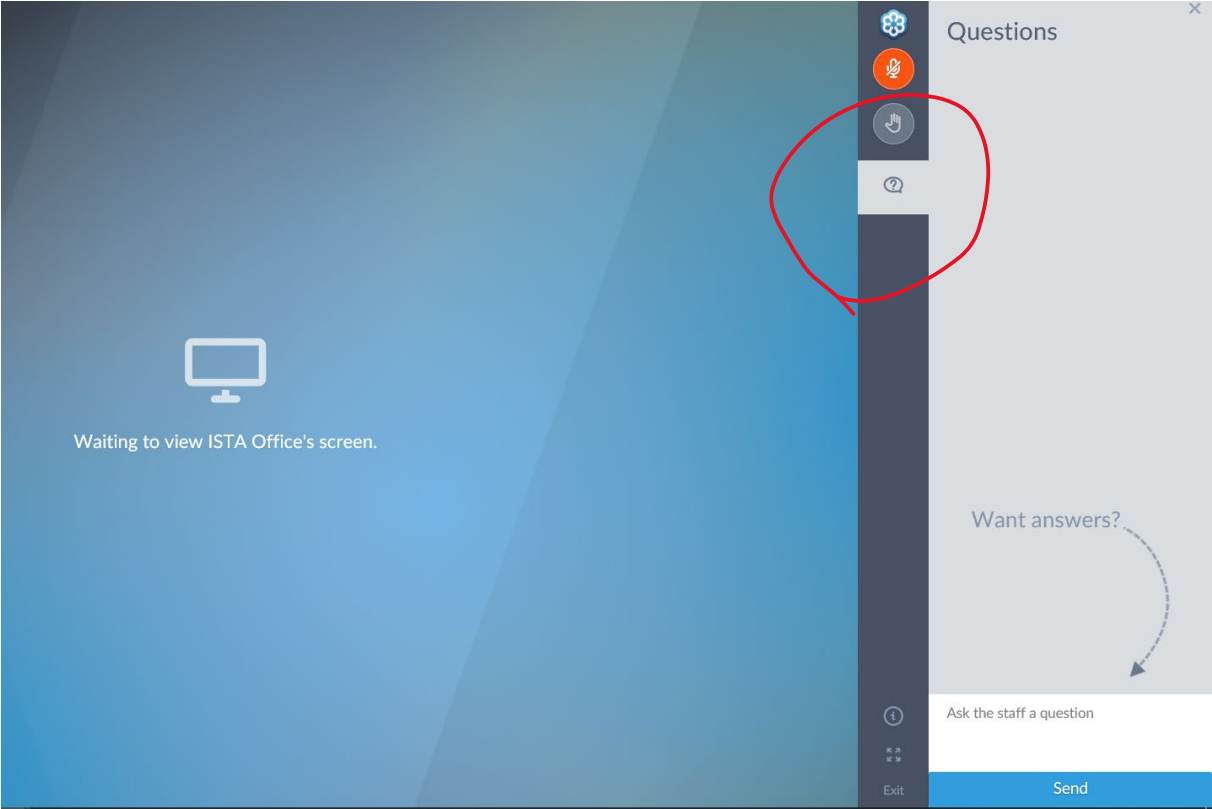 Questions
Waiting to view ISTA Office's screen.
Want answers?
Ask the staff a question
Send
Exit